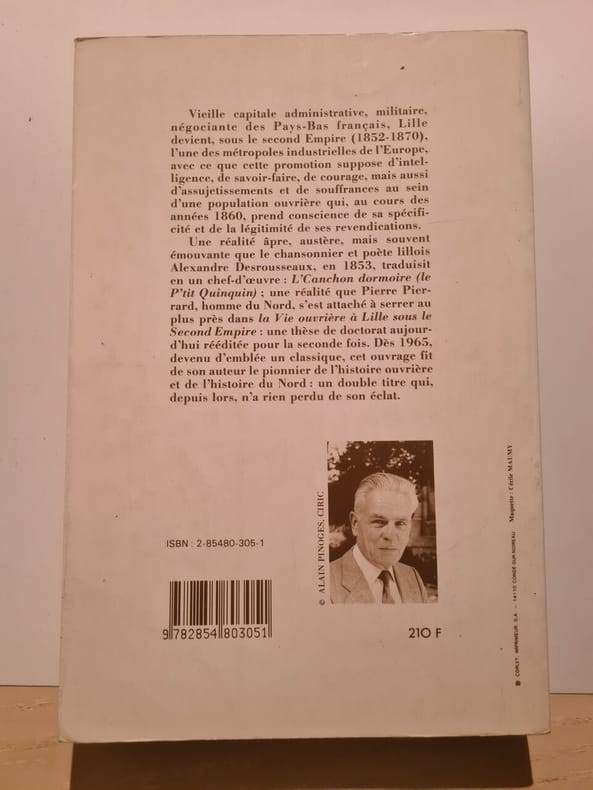 Vieille capitale administrative, militaire,
négociante des Pays-Bas français, Lille
devient, sous le second Empire (1852-1870),
l'une des métropoles industrielles de l'Europe,
avec ce que cette promotion suppose d'intel-
ligence, de savoir-faire, de courage, mais aussi
d'assujetissements et de souffrances au sein
d'une population ouvrière qui, au cours des
années 1860, prend conscience de sa spécifi-
cité et de la légitimité de ses revendications.
Une réalité âpre, austère, mais souvent
émouvante que le chansonnier et poète lillois
Alexandre Desrousseaux, en 1853, traduisit
en un chef-d'œuvre : L'Canchon dormoire (le
P'tit Quinquin) ; une réalité que Pierre Pier-
rard, homme du Nord, s'est attaché à serrer au
plus près dans la Vie ouvrière à Lille sous le
Second Empire : une thèse de doctorat aujour-
d'hui rééditée pour la seconde fois. Dès 1965,
devenu d'emblée un classique, cet ouvrage fit
de son auteur le pionnier de l'histoire ouvrière
et de l'histoire du Nord : un double titre qui,
depuis lors, n'a rien perdu de son éclat.
© ALAIN PINOGES, CIRIC
ISBN : 2-85480-305-1
9 782854 803051
210 F
CORLET, IMPRIMEUR, S.A. - 14110 CONDÉ-SUR-NOIREAU
Maquette : Cécile MAUMY